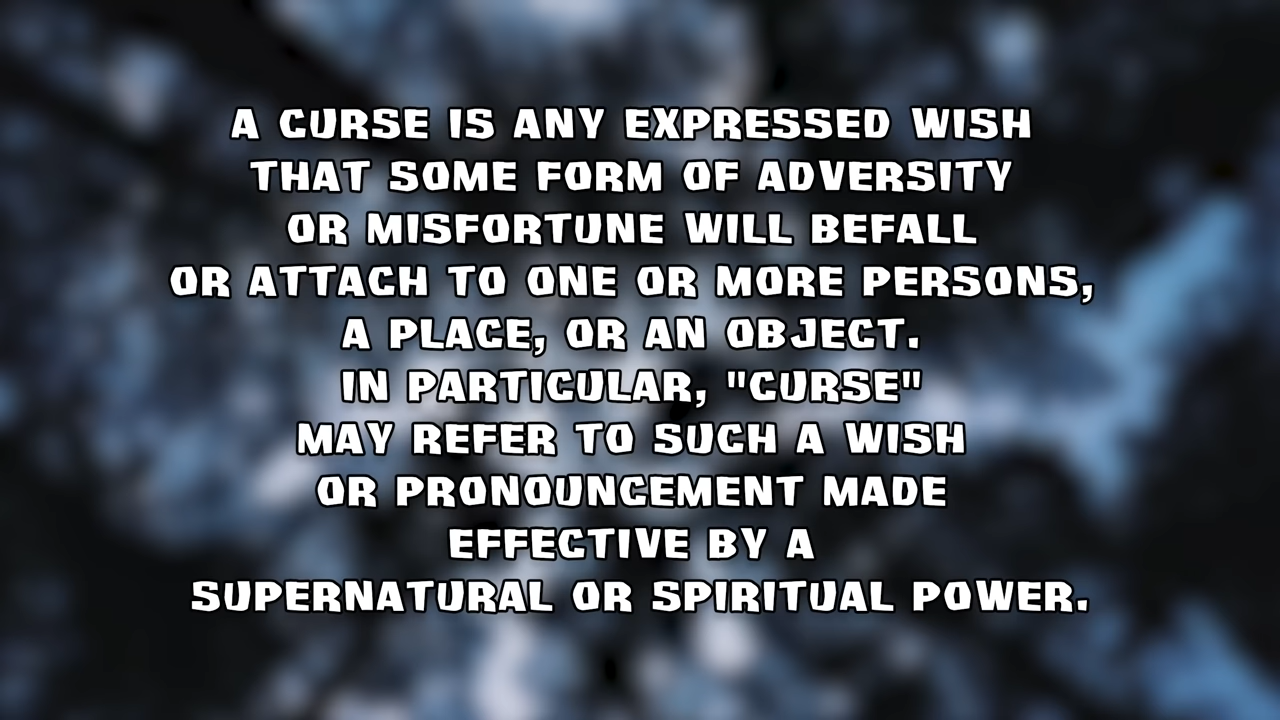 A CURSE IS ANY EXPRESSED WISH
THAT SOME FORM OF ADVERSITY
OR MISFORTUNE WILL BEFALL
OR ATTACH TO ONE OR MORE PERSONS,
A PLACE, OR AN OBJECT.
IN PARTICULAR, "CURSE"
MAY REFER TO SUCH A WISH
OR PRONOUNCEMENT MADE
EFFECTIVE BY A
SUPERNATURAL OR SPIRITUAL POWER.